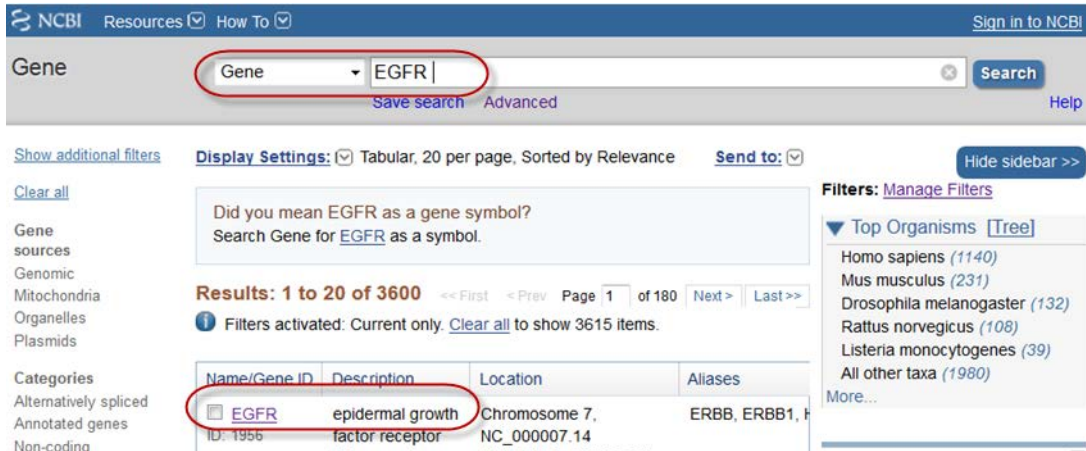 NCBI Resources How To Sign in to NCBI
Gene
Gene EGFR Search
Save search Advanced Help
Show additional filters
Clear all
Gene
sources
Genomic
Mitochondria
Organelles
Plasmids
Categories
Alternatively spliced
Annotated genes
Non-coding
Display Settings: Tabular, 20 per page, Sorted by Relevance Send to:
Did you mean EGFR as a gene symbol?
Search Gene for EGFR as a symbol.
Results: 1 to 20 of 3600 << First < Prev Page 1 of 180 Next > Last >>
Filters activated: Current only. Clear all to show 3615 items.
Name/Gene ID Description Location Aliases
EGFR epidermal growth Chromosome 7, ERBB, ERBB1,
ID: 1956 factor receptor NC_000007.14
Hide sidebar >>
Filters: Manage Filters
Top Organisms [Tree]
Homo sapiens (1140)
Mus musculus (231)
Drosophila melanogaster (132)
Rattus norvegicus (108)
Listeria monocytogenes (39)
All other taxa (1980)
More...